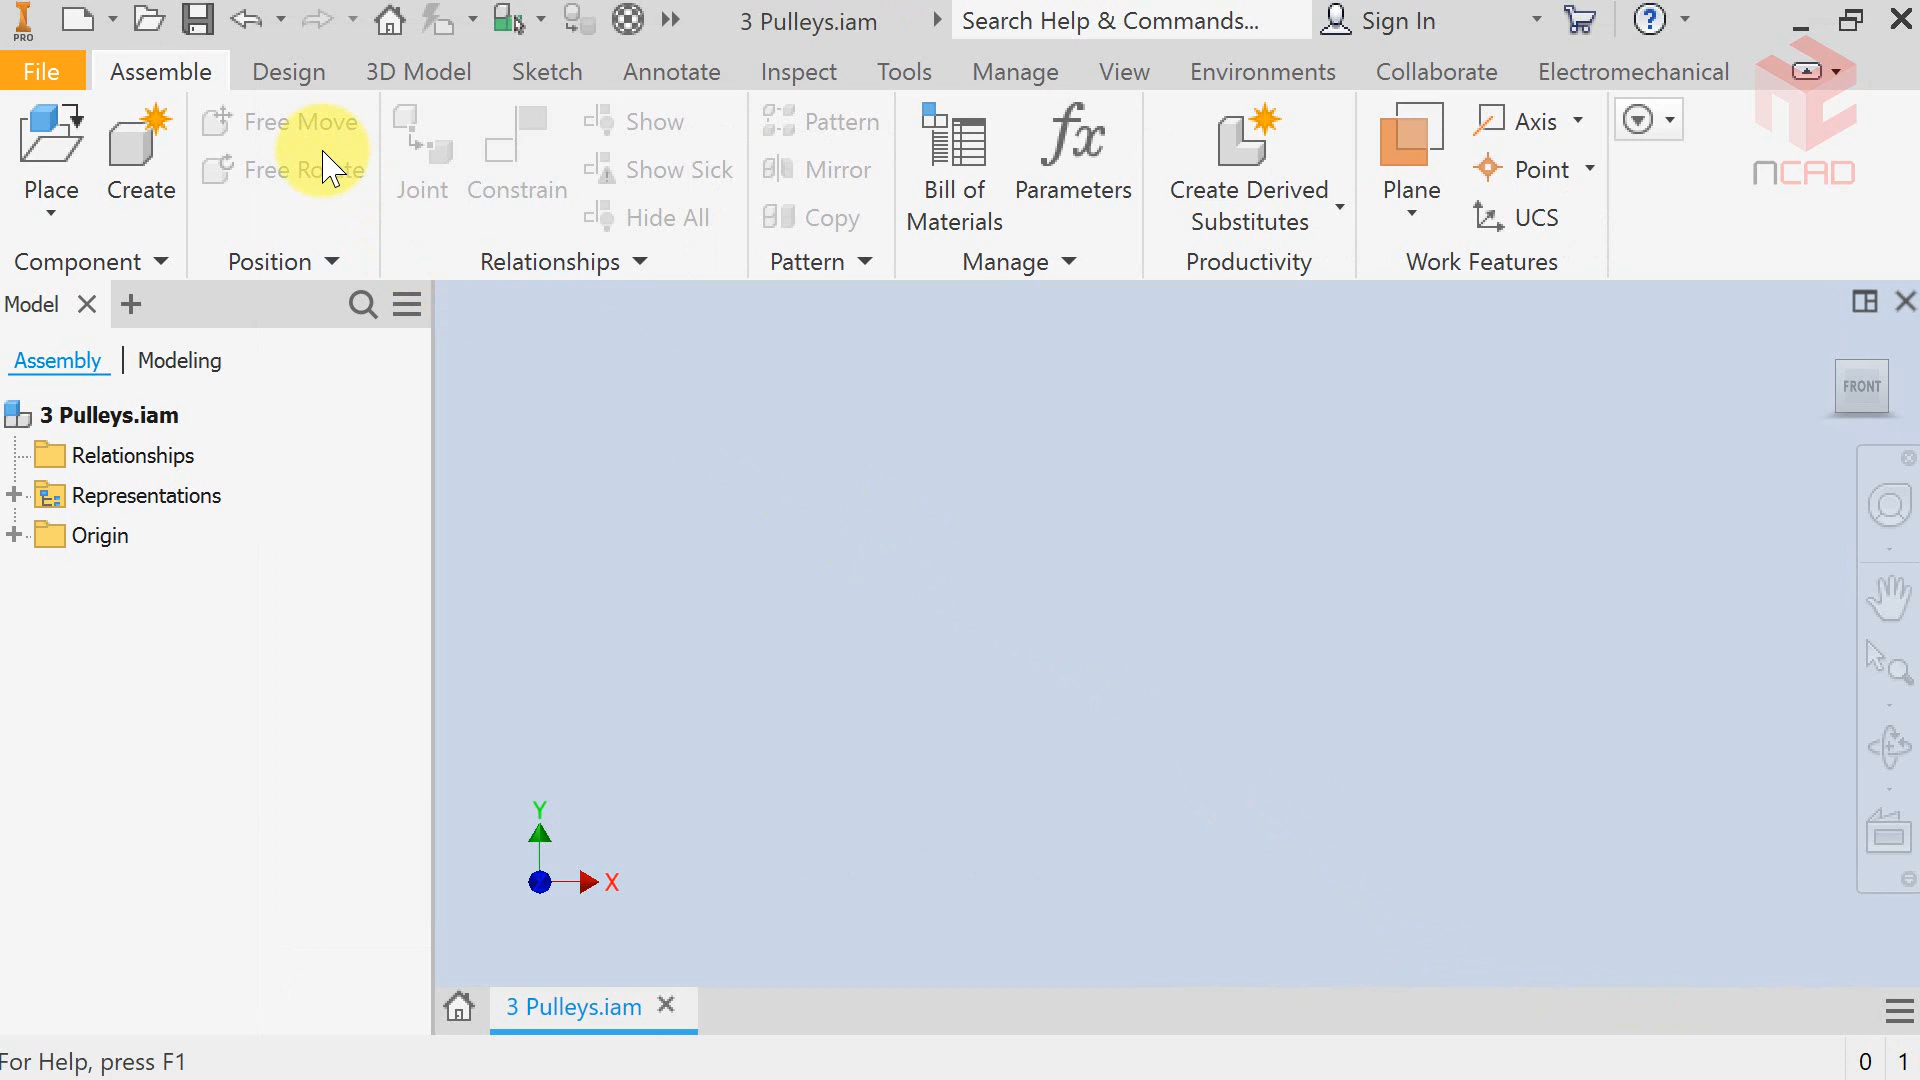 PRO
3 Pulleys.iam
Search Help & Commands...
Sign In
File
Assemble
Design
3D Model
Sketch
Annotate
Inspect
Tools
Manage
View
Environments
Collaborate
Electromechanical
Place
Create
Free Move
Free Rotate
Joint
Constrain
Show
Show Sick
Hide All
Pattern
Mirror
Copy
Bill of
Materials
fx
Parameters
Create Derived
Substitutes
Plane
Axis
Point
UCS
NCAD
Component
Position
Relationships
Pattern
Manage
Productivity
Work Features
Model
Assembly
Modeling
3 Pulleys.iam
Relationships
Representations
Origin
FRONT
Y
X
3 Pulleys.iam
For Help, press F1
0
1